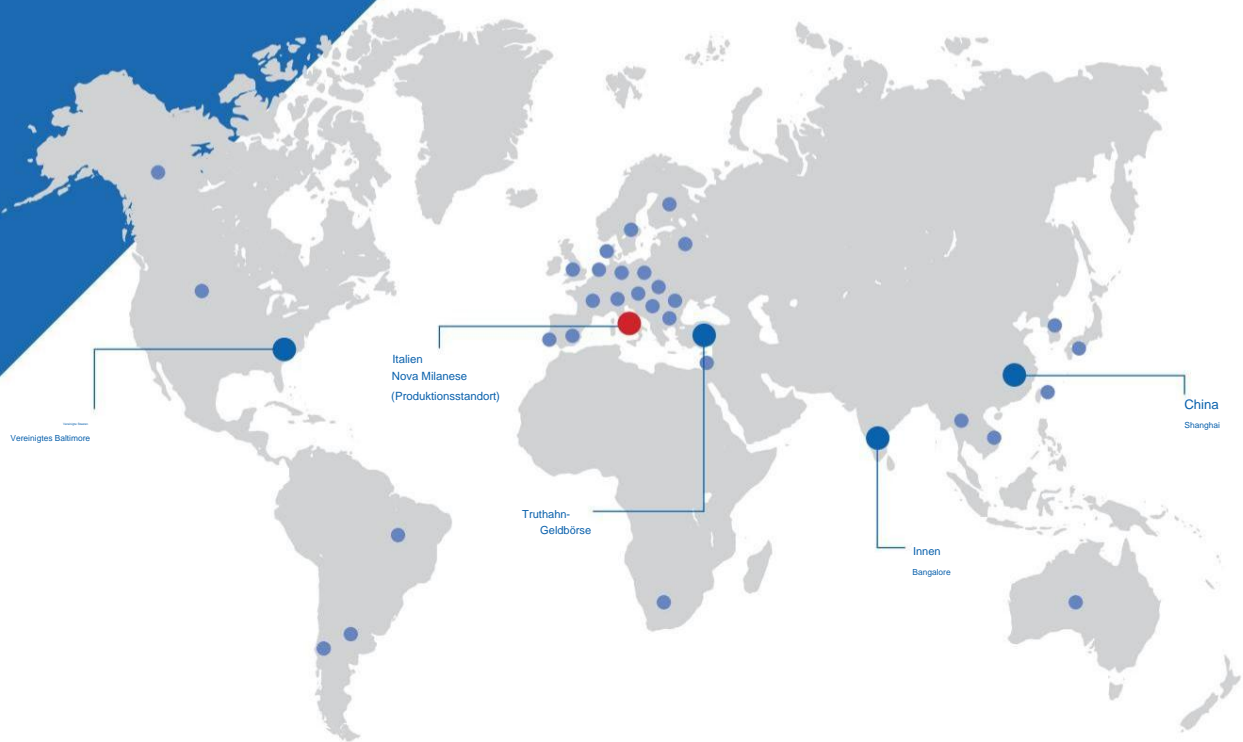 Italien
Nova Milanese
(Produktionsstandort)
Vereinigtes Baltimore
Truthahn-
Geldbörse
Innen
Bangalore
China
Shanghai